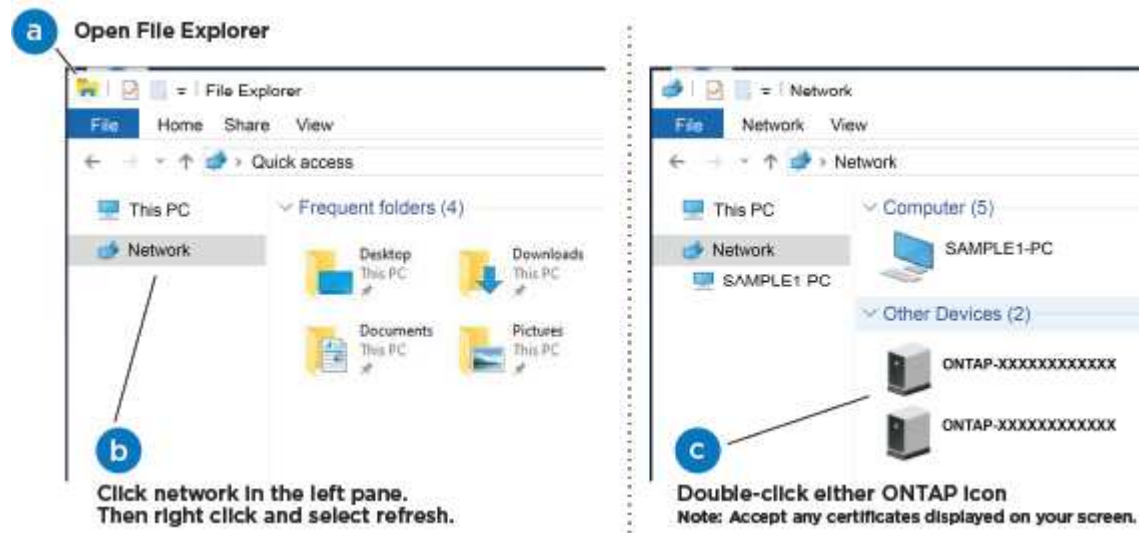 a Open File Explorer
File Explorer
File Home Share View
Quick access
This PC
Network
Frequent folders (4)
Desktop
This PC
Downloads
This PC
Documents
This PC
Pictures
This PC
b
Click network in the left pane.
Then right click and select refresh.
Network
File Network View
Network
This PC
Network
SAMPLE1 PC
Computer (5)
SAMPLE1-PC
Other Devices (2)
ONTAP-XXXXXXXXXXXX
ONTAP-XXXXXXXXXXXX
c
Double-click either ONTAP icon
Note: Accept any certificates displayed on your screen.